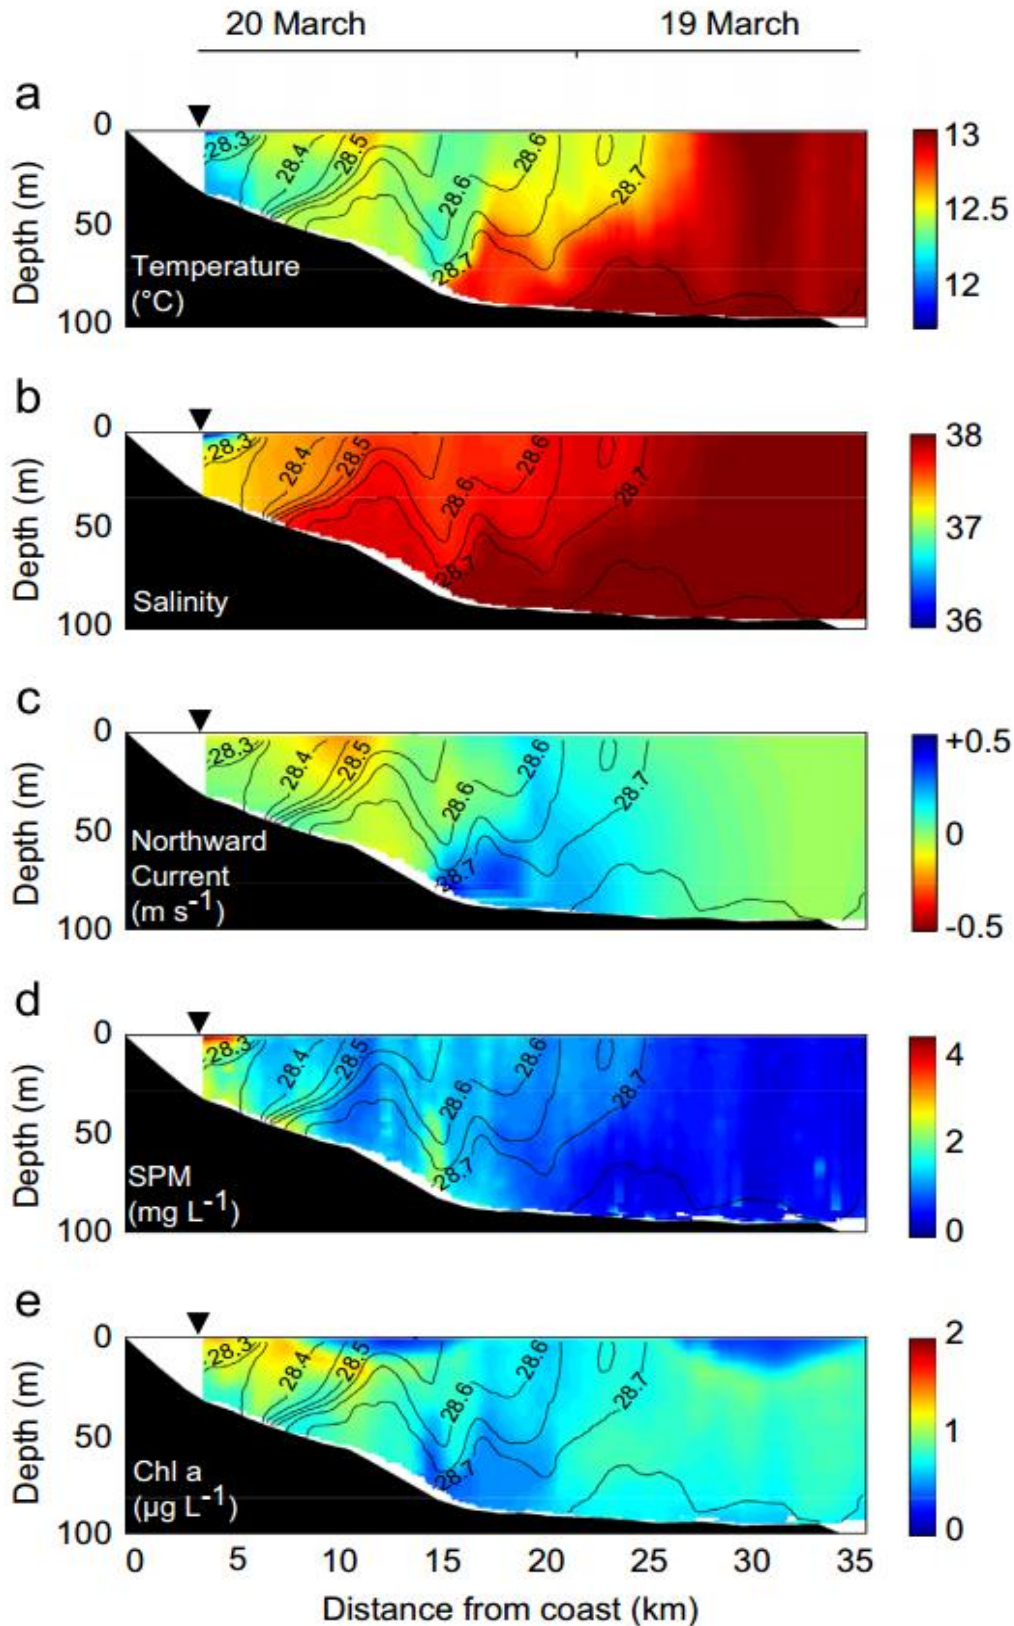 20 March 19 March
a
0
50
100
Depth (m)
28.3
28.4
28.5
28.6
28.6
28.7
28.7
Temperature
(°C)
13
12.5
12
b
0
50
100
Depth (m)
28.3
28.4
28.5
28.6
28.6
28.7
28.7
Salinity
38
37
36
c
0
50
100
Depth (m)
28.3
28.4
28.5
28.6
28.6
28.7
28.7
Northward
Current
(m s-1)
+0.5
0
-0.5
d
0
50
100
Depth (m)
28.3
28.4
28.5
28.6
28.6
28.7
28.7
SPM
(mg L-1)
4
2
0
e
0
50
100
Depth (m)
28.3
28.4
28.5
28.6
28.6
28.7
28.7
Chl a
(µg L-1)
2
1
0
0 5 10 15 20 25 30 35
Distance from coast (km)